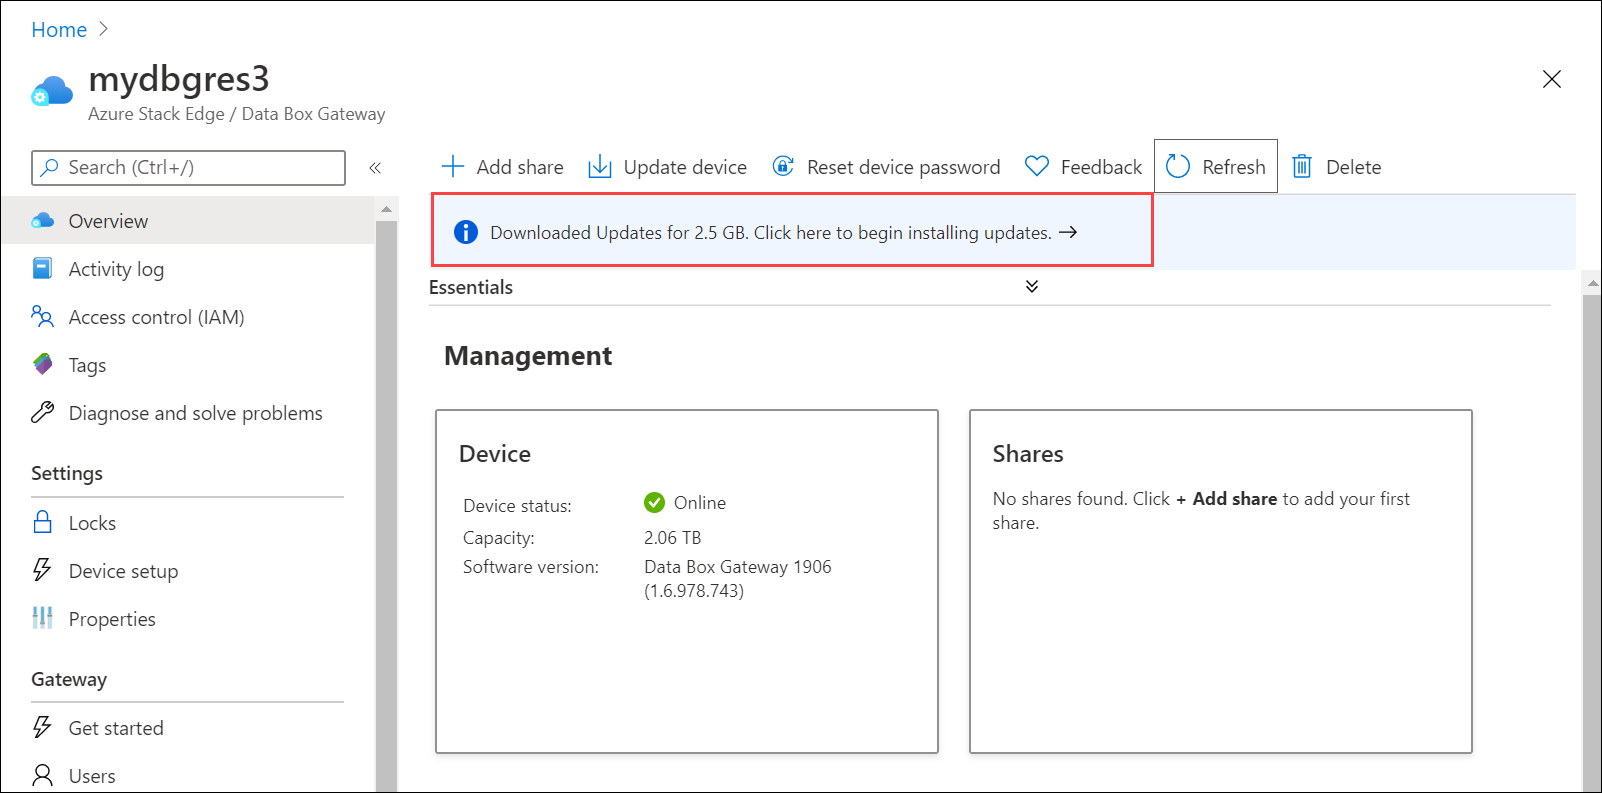 Home
mydbgres3
Azure Stack Edge / Data Box Gateway
Search (Ctrl+/)
Add share
Update device
Reset device password
Feedback
Refresh
Delete
Overview
Activity log
Access control (IAM)
Tags
Diagnose and solve problems
Settings
Locks
Device setup
Properties
Gateway
Get started
Users
Downloaded Updates for 2.5 GB. Click here to begin installing updates. →
Essentials
Management
Device
Device status: Online
Capacity: 2.06 TB
Software version: Data Box Gateway 1906
(1.6.978.743)
Shares
No shares found. Click + Add share to add your first
share.